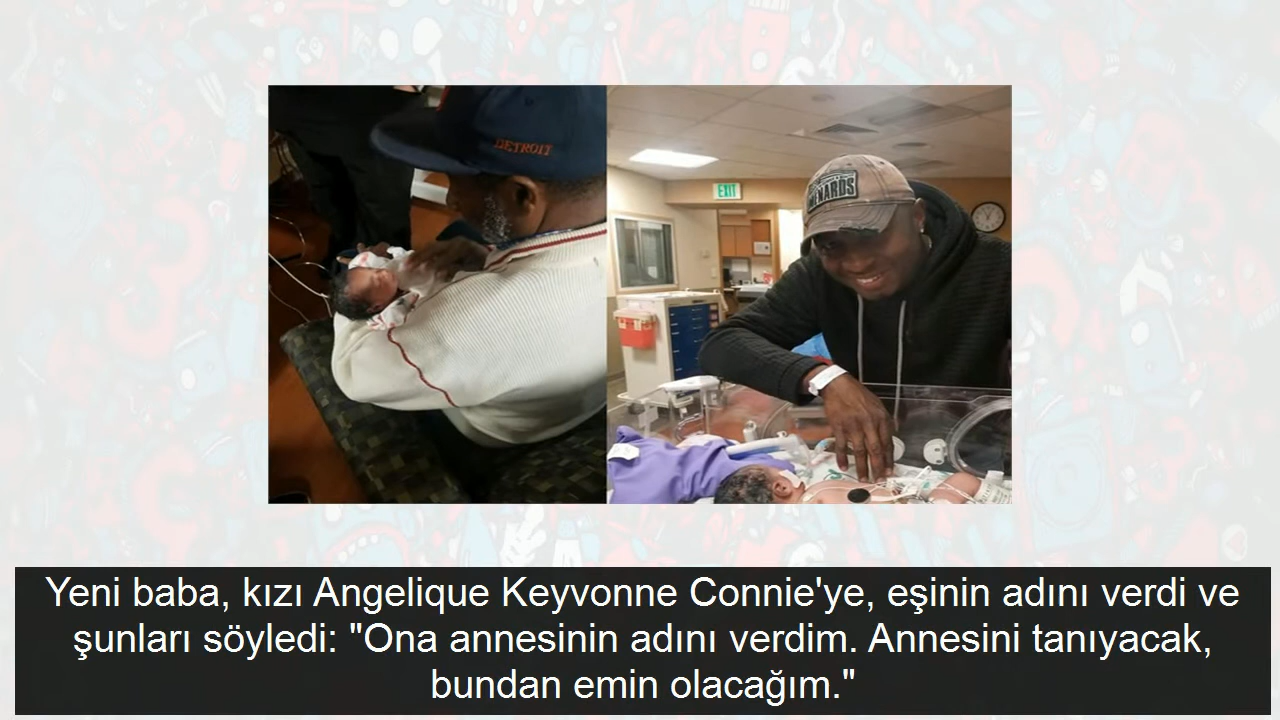 DETROIT
EXIT
MENARDS
Yeni baba, kızı Angelique Keyvonne Connie'ye, eşinin adını verdi ve
şunları söyledi: "Ona annesinin adını verdim. Annesini tanıyacak,
bundan emin olacağım."